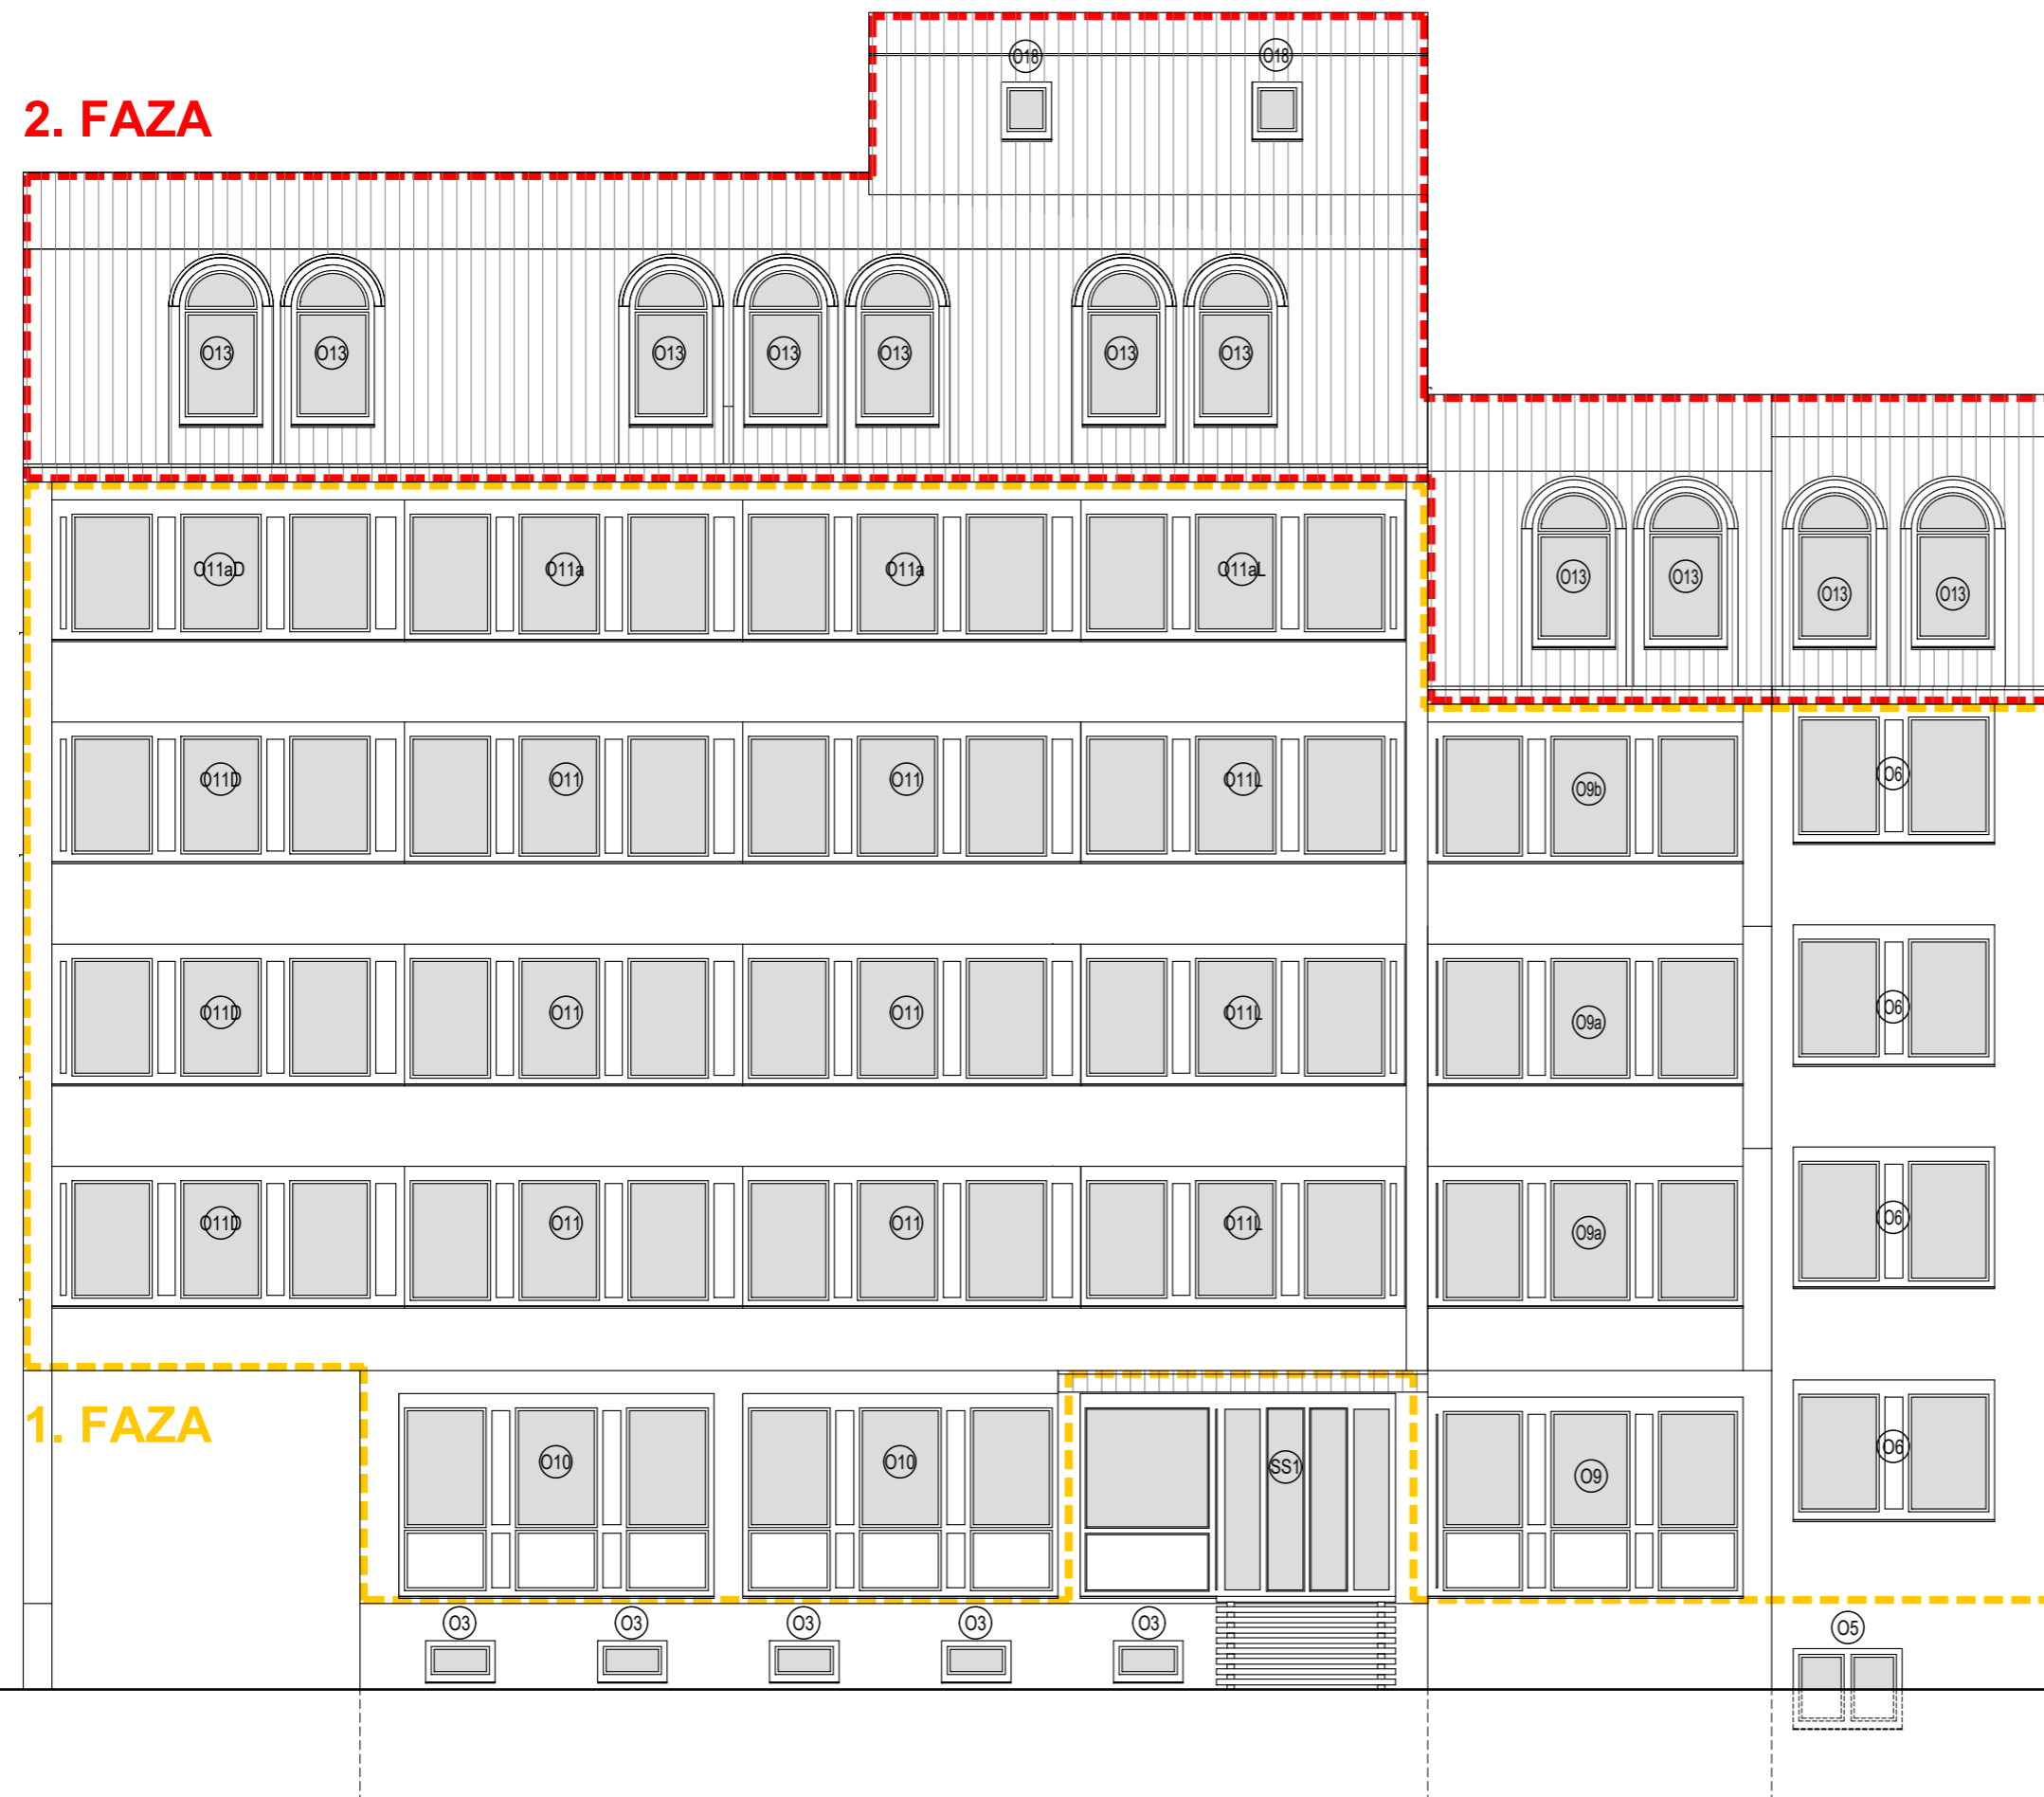 O18 O18
2. FAZA
O13 O13 O13 O13 O13 O13 O13
O11aD O11a O11a O11aL O13 O13 O13 O13
O11D O11 O11 O11L O9b O6
O11D O11 O11 O11L O9a O6
O11D O11 O11 O11L O9a O6
1. FAZA
O10 O10 SS1 O9 O6
O3 O3 O3 O3 O3 O5